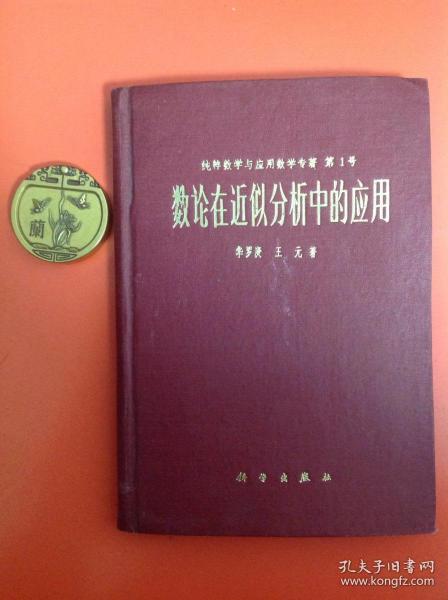 纯粹数学与应用数学专著 第1号
数论在近似分析中的应用
华罗庚 王 元 著
科学出版社
蘭
孔夫子旧书网
www.kongfz.com